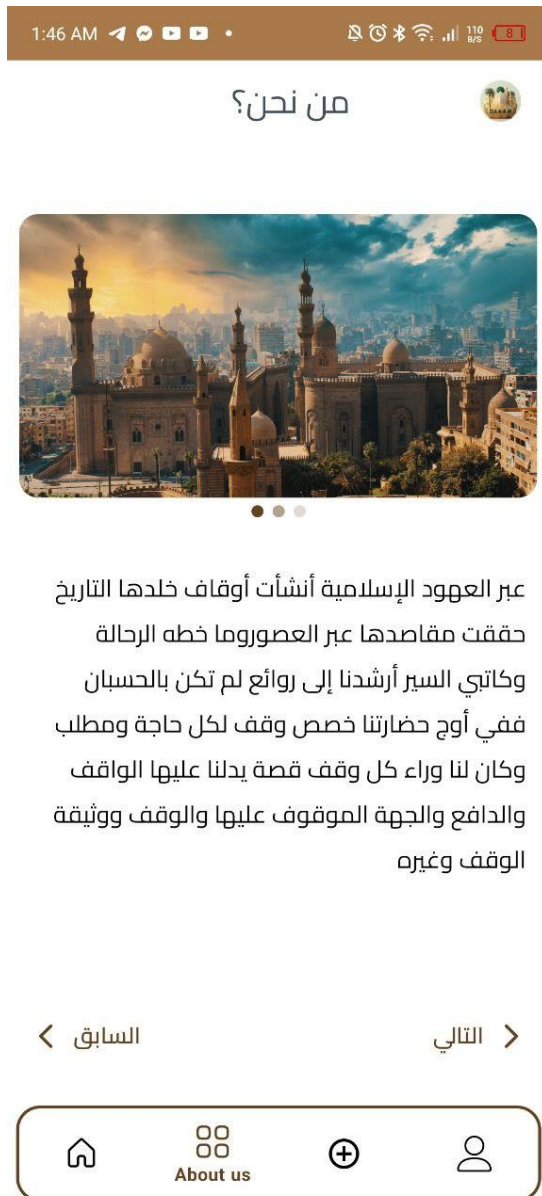 1:46 AM
110 B/S
8
من نحن؟
عبر العهود الإسلامية أنشأت أوقاف خلدها التاريخ
حققت مقاصدها عبر العصوروما خطه الرحالة
وكاتبي السير أرشدنا إلى روائع لم تكن بالحسبان
ففي أوج حضارتنا خصص وقف لكل حاجة ومطلب
وكان لنا وراء كل وقف قصة يدلنا عليها الواقف
والدافع والجهة الموقوف عليها والوقف ووثيقة
الوقف وغيره
التالي
السابق
About us